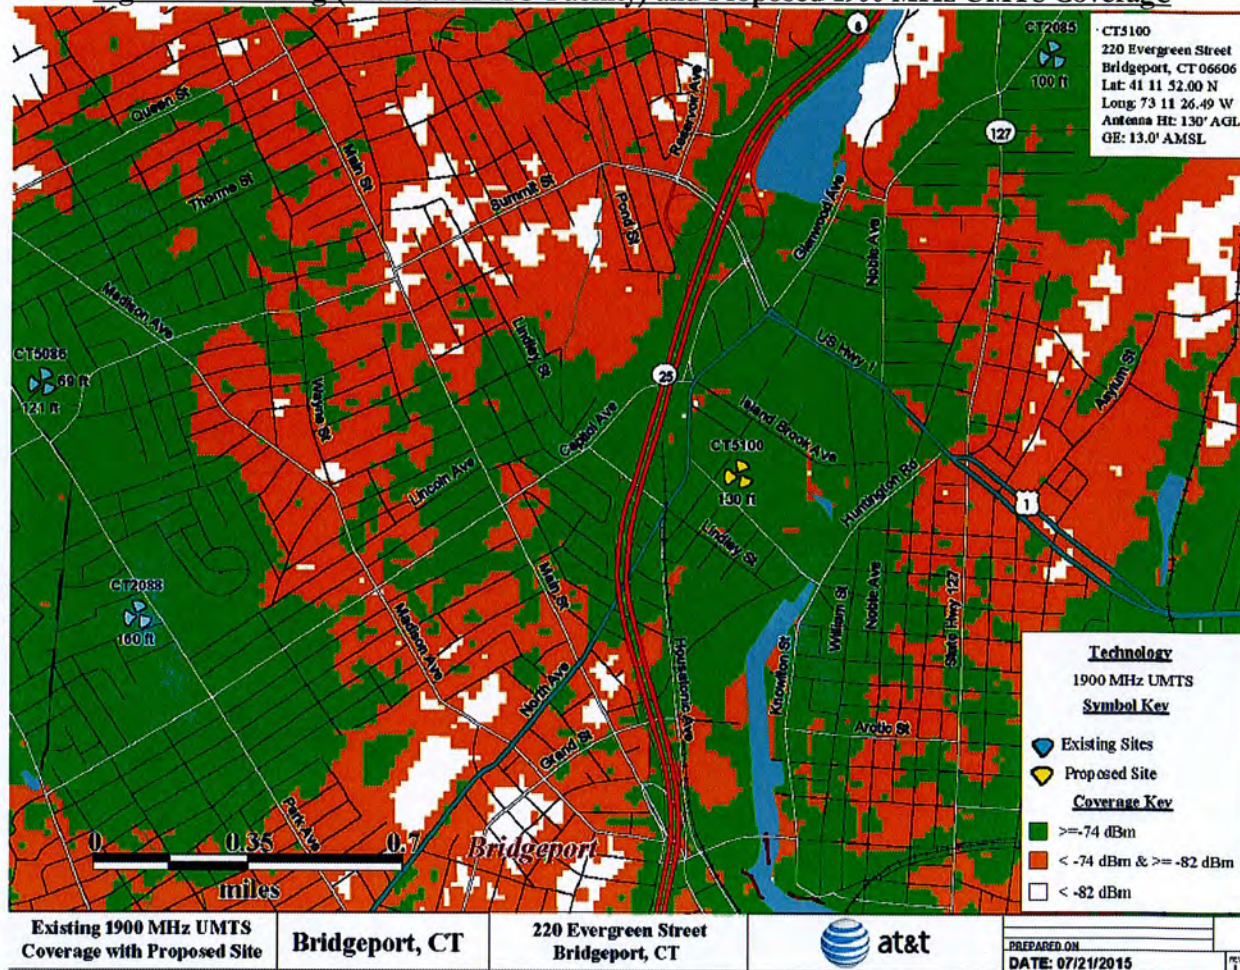 and Proposed 1900 MHz UMTS Coverage
CT5100
220 Evergreen Street
Bridgeport, CT 06606
Lat: 41 11 52.00 N
Long: 73 11 26.49 W
Antenna Ht: 130' AGL
GE: 13.0' AMSL
CT2085
100 ft
8
127
Queen St
Main St
Reservoir Ave
Thorme St
Summit St
Pond St
Glenwood Ave
Noble Ave
Madison Ave
Lindley St
US Hwy 1
CT5086
69 ft
121 ft
Wayne St
25
Asylum St
Capitol Ave
Island Brook Ave
CT5100
130 ft
Lincoln Ave
Huntington Rd
1
Lindley St
CT2088
160 ft
Main St
Madison Ave
William St
Noble Ave
State Hwy 127
Housatonic Ave
Knowlton St
North Ave
Grand St
Arctic St
Park Ave
Bridgeport
0 0.35 0.7
miles
Technology
1900 MHz UMTS
Symbol Key
Existing Sites
Proposed Site
Coverage Key
>=-74 dBm
< -74 dBm & >= -82 dBm
< -82 dBm
Existing 1900 MHz UMTS
Coverage with Proposed Site
Bridgeport, CT
220 Evergreen Street
Bridgeport, CT
at&t
PREPARED ON
DATE: 07/21/2015